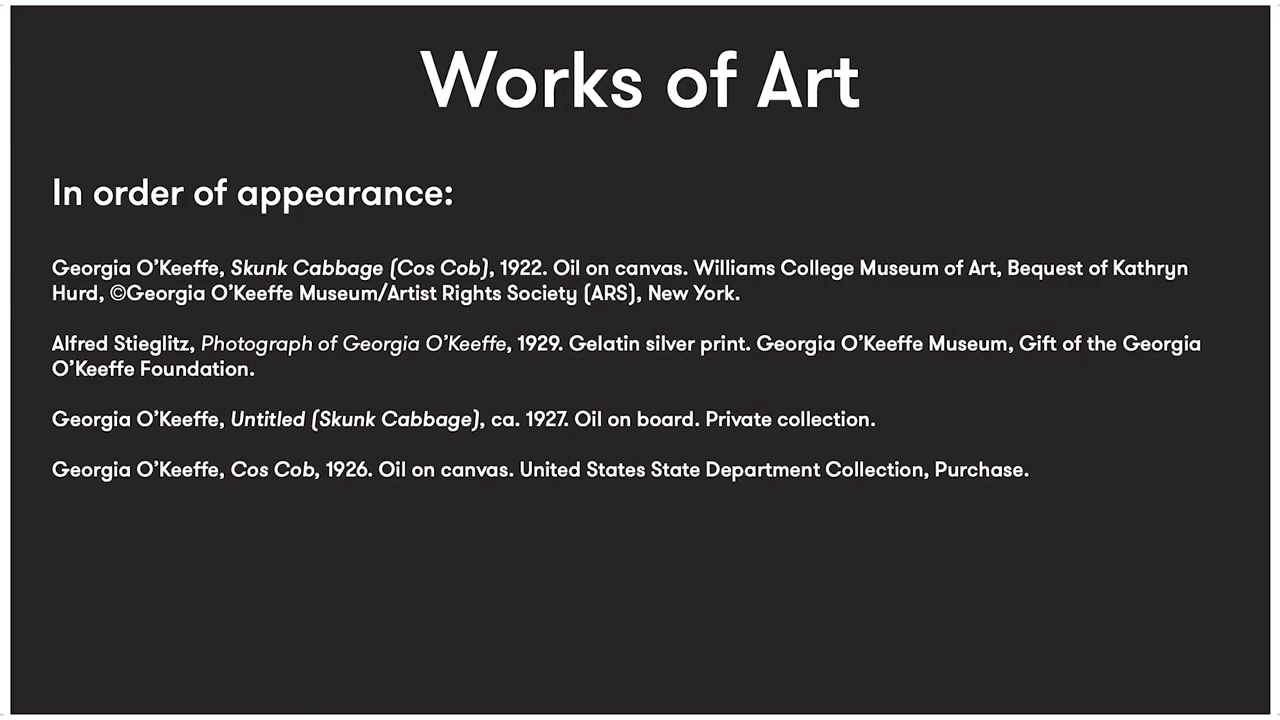 Works of Art
In order of appearance:
Georgia O’Keeffe, Skunk Cabbage (Cos Cob), 1922. Oil on canvas. Williams College Museum of Art, Bequest of Kathryn
Hurd, ©Georgia O’Keeffe Museum/Artist Rights Society (ARS), New York.
Alfred Stieglitz, Photograph of Georgia O’Keeffe, 1929. Gelatin silver print. Georgia O’Keeffe Museum, Gift of the Georgia
O’Keeffe Foundation.
Georgia O’Keeffe, Untitled (Skunk Cabbage), ca. 1927. Oil on board. Private collection.
Georgia O’Keeffe, Cos Cob, 1926. Oil on canvas. United States State Department Collection, Purchase.